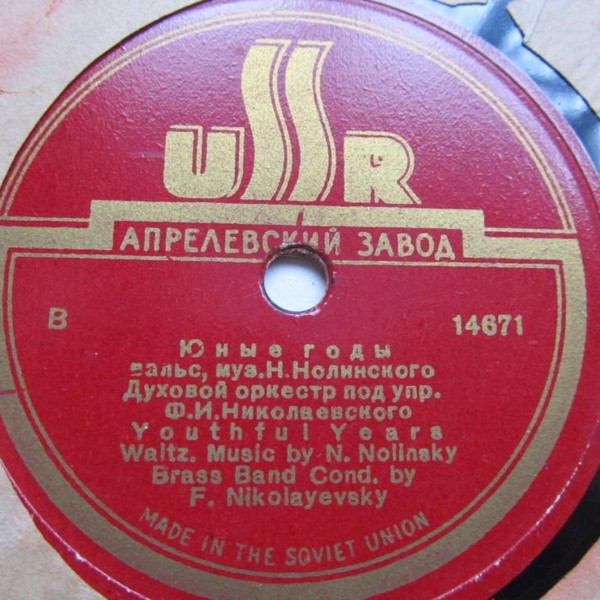 USSR
АПРЕЛЕВСКИЙ ЗАВОД
В 14671
Юные годы
вальс, муз.Н.Нолинского
Духовой оркестр под упр.
Ф.И.Николаевского
Youthful Years
Waltz. Music by N. Nolinsky
Brass Band Cond. by
F. Nikolayevsky
MADE IN THE SOVIET UNION